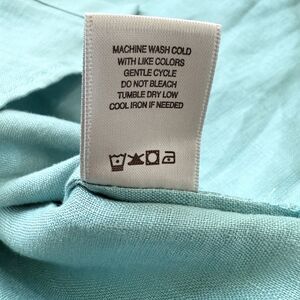 MACHINE WASH COLD
WITH LIKE COLORS
GENTLE CYCLE
DO NOT BLEACH
TUMBLE DRY LOW
COOL IRON IF NEEDED